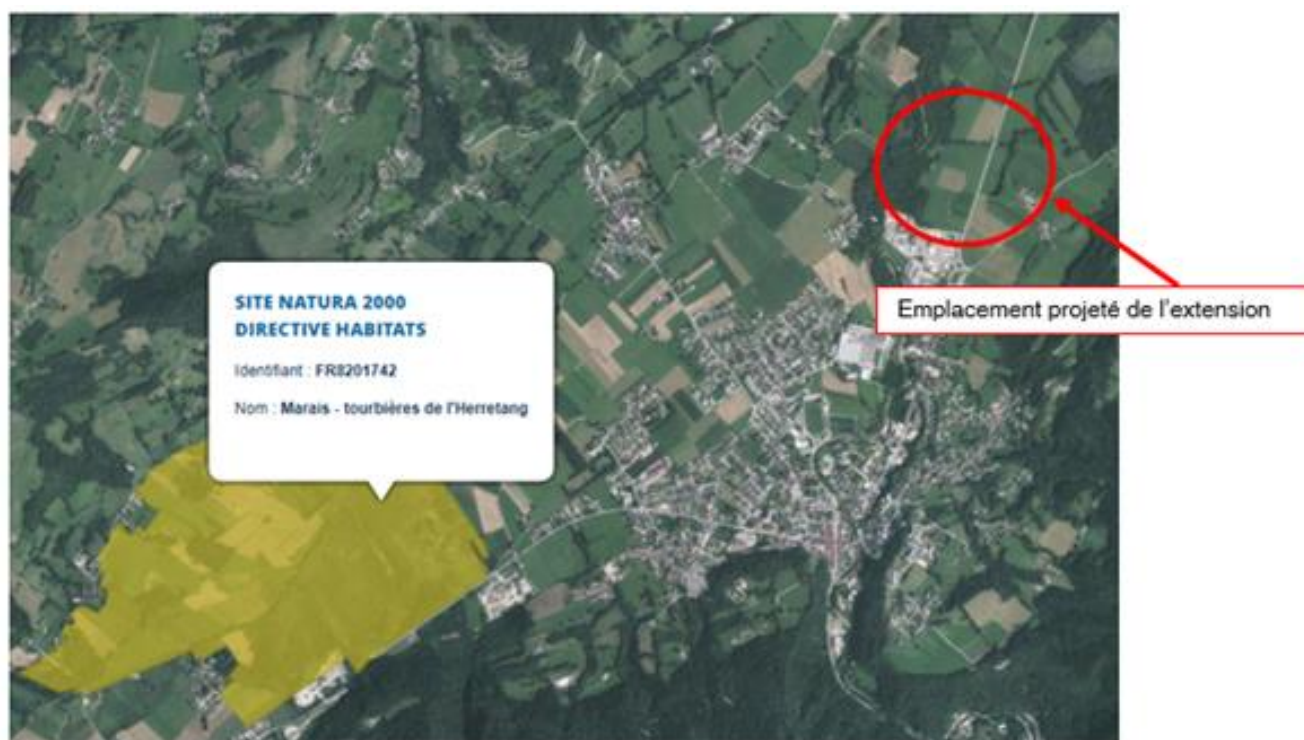 SITE NATURA 2000
DIRECTIVE HABITATS
Identifiant : FR8201742
Nom : Marais - tourbières de l'Herretang
Emplacement projeté de l'extension